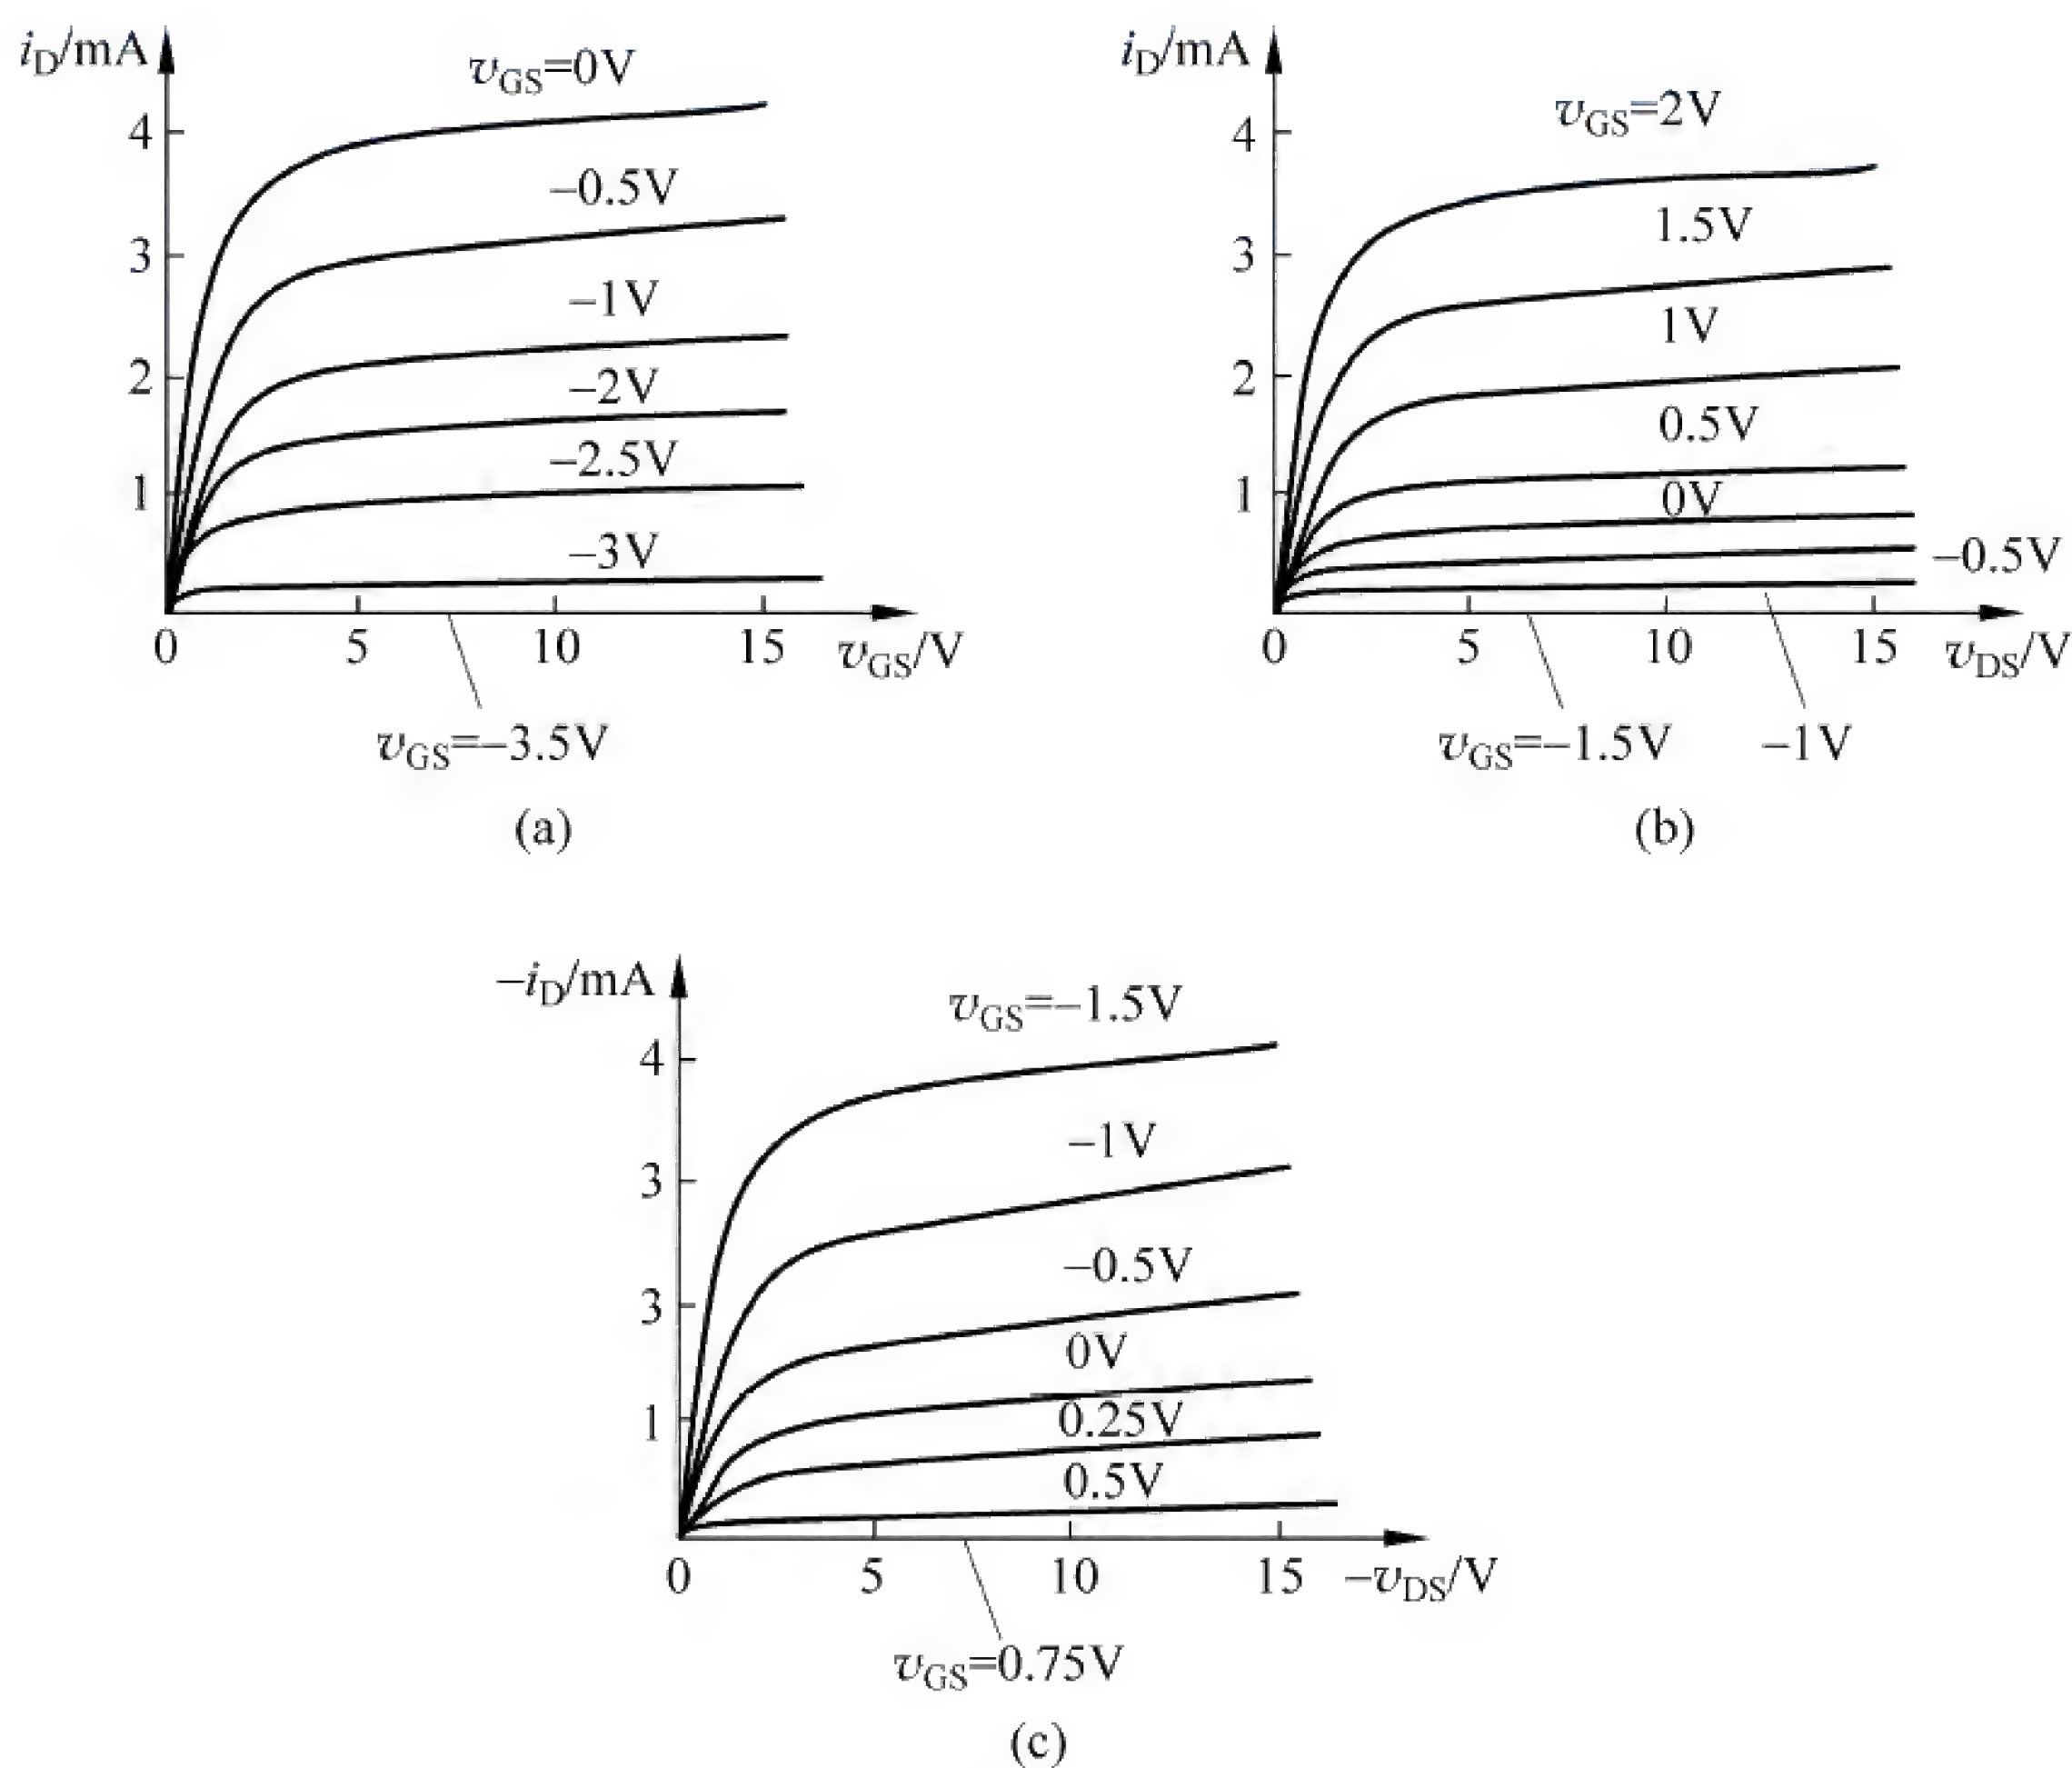 i_D/mA
v_GS=0V
4
–0.5V
3
–1V
2
–2V
–2.5V
1
–3V
0 5 10 15 v_GS/V
v_GS=–3.5V
(a)
i_D/mA
v_GS=2V
4
1.5V
3
1V
2
0.5V
1
0V
–0.5V
0 5 10 15 v_DS/V
v_GS=–1.5V –1V
(b)
–i_D/mA
v_GS=–1.5V
4
–1V
3
–0.5V
3
0V
1
0.25V
0.5V
0 5 10 15 –v_DS/V
v_GS=0.75V
(c)